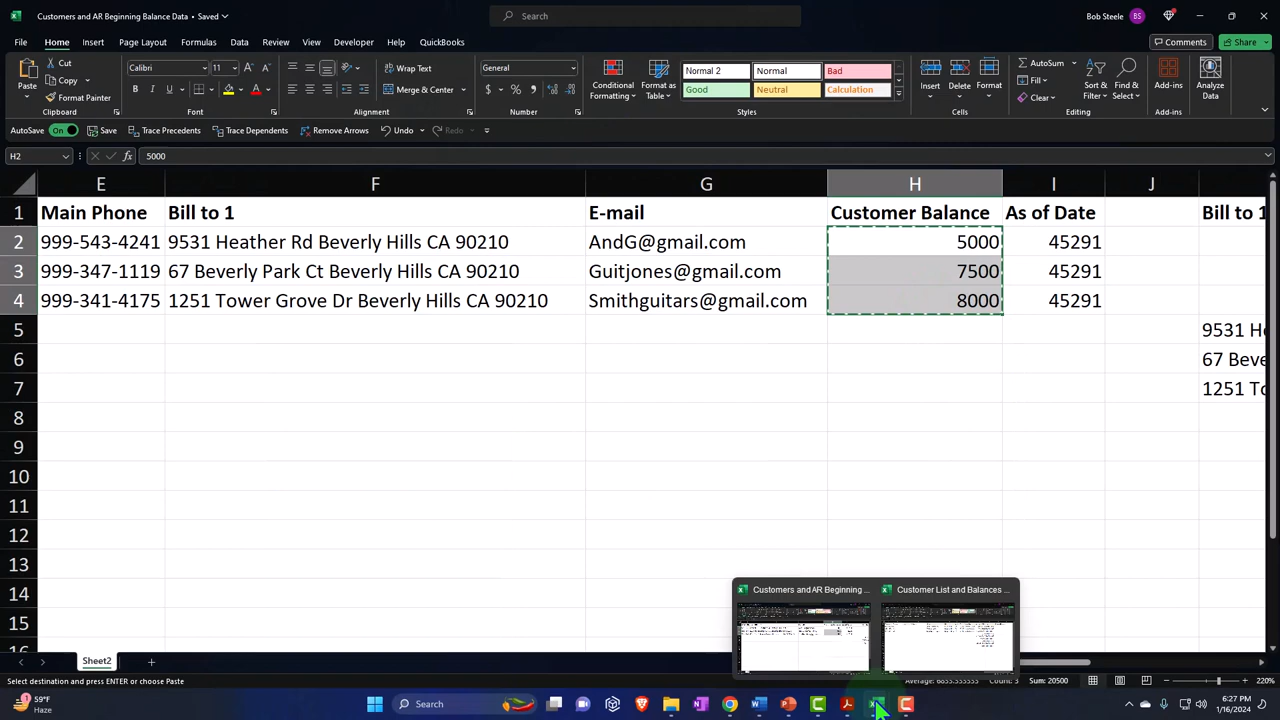 Customers and AR Beginning Balance Data • Saved
Search
Bob Steele
BS
File
Home
Insert
Page Layout
Formulas
Data
Review
View
Developer
Help
QuickBooks
Comments
Share
Paste
Cut
Copy
Format Painter
Clipboard
Calibri
11
B I U
Font
Wrap Text
Merge & Center
Alignment
General
$ % ,
Number
Conditional Formatting
Format as Table
Normal 2
Normal
Bad
Good
Neutral
Calculation
Styles
Insert
Delete
Format
Cells
AutoSum
Fill
Clear
Sort & Filter
Find & Select
Editing
Add-ins
Add-ins
Analyze Data
AutoSave On
Save
Trace Precedents
Trace Dependents
Remove Arrows
Undo
Redo
H2
fx
5000
E F G H I J
1 Main Phone Bill to 1 E-mail Customer Balance As of Date Bill to 1
2 999-543-4241 9531 Heather Rd Beverly Hills CA 90210 AndG@gmail.com 5000 45291
3 999-347-1119 67 Beverly Park Ct Beverly Hills CA 90210 Guitjones@gmail.com 7500 45291
4 999-341-4175 1251 Tower Grove Dr Beverly Hills CA 90210 Smithguitars@gmail.com 8000 45291
5 9531 He
6 67 Beve
7 1251 To
8
9
10
11
12
13
14
15
16
Customers and AR Beginning ...
Customer List and Balances ...
Sheet2
Select destination and press ENTER or choose Paste
Average: 6833.333333
Count: 3
Sum: 20500
220%
59°F
Haze
Search
6:27 PM
1/16/2024